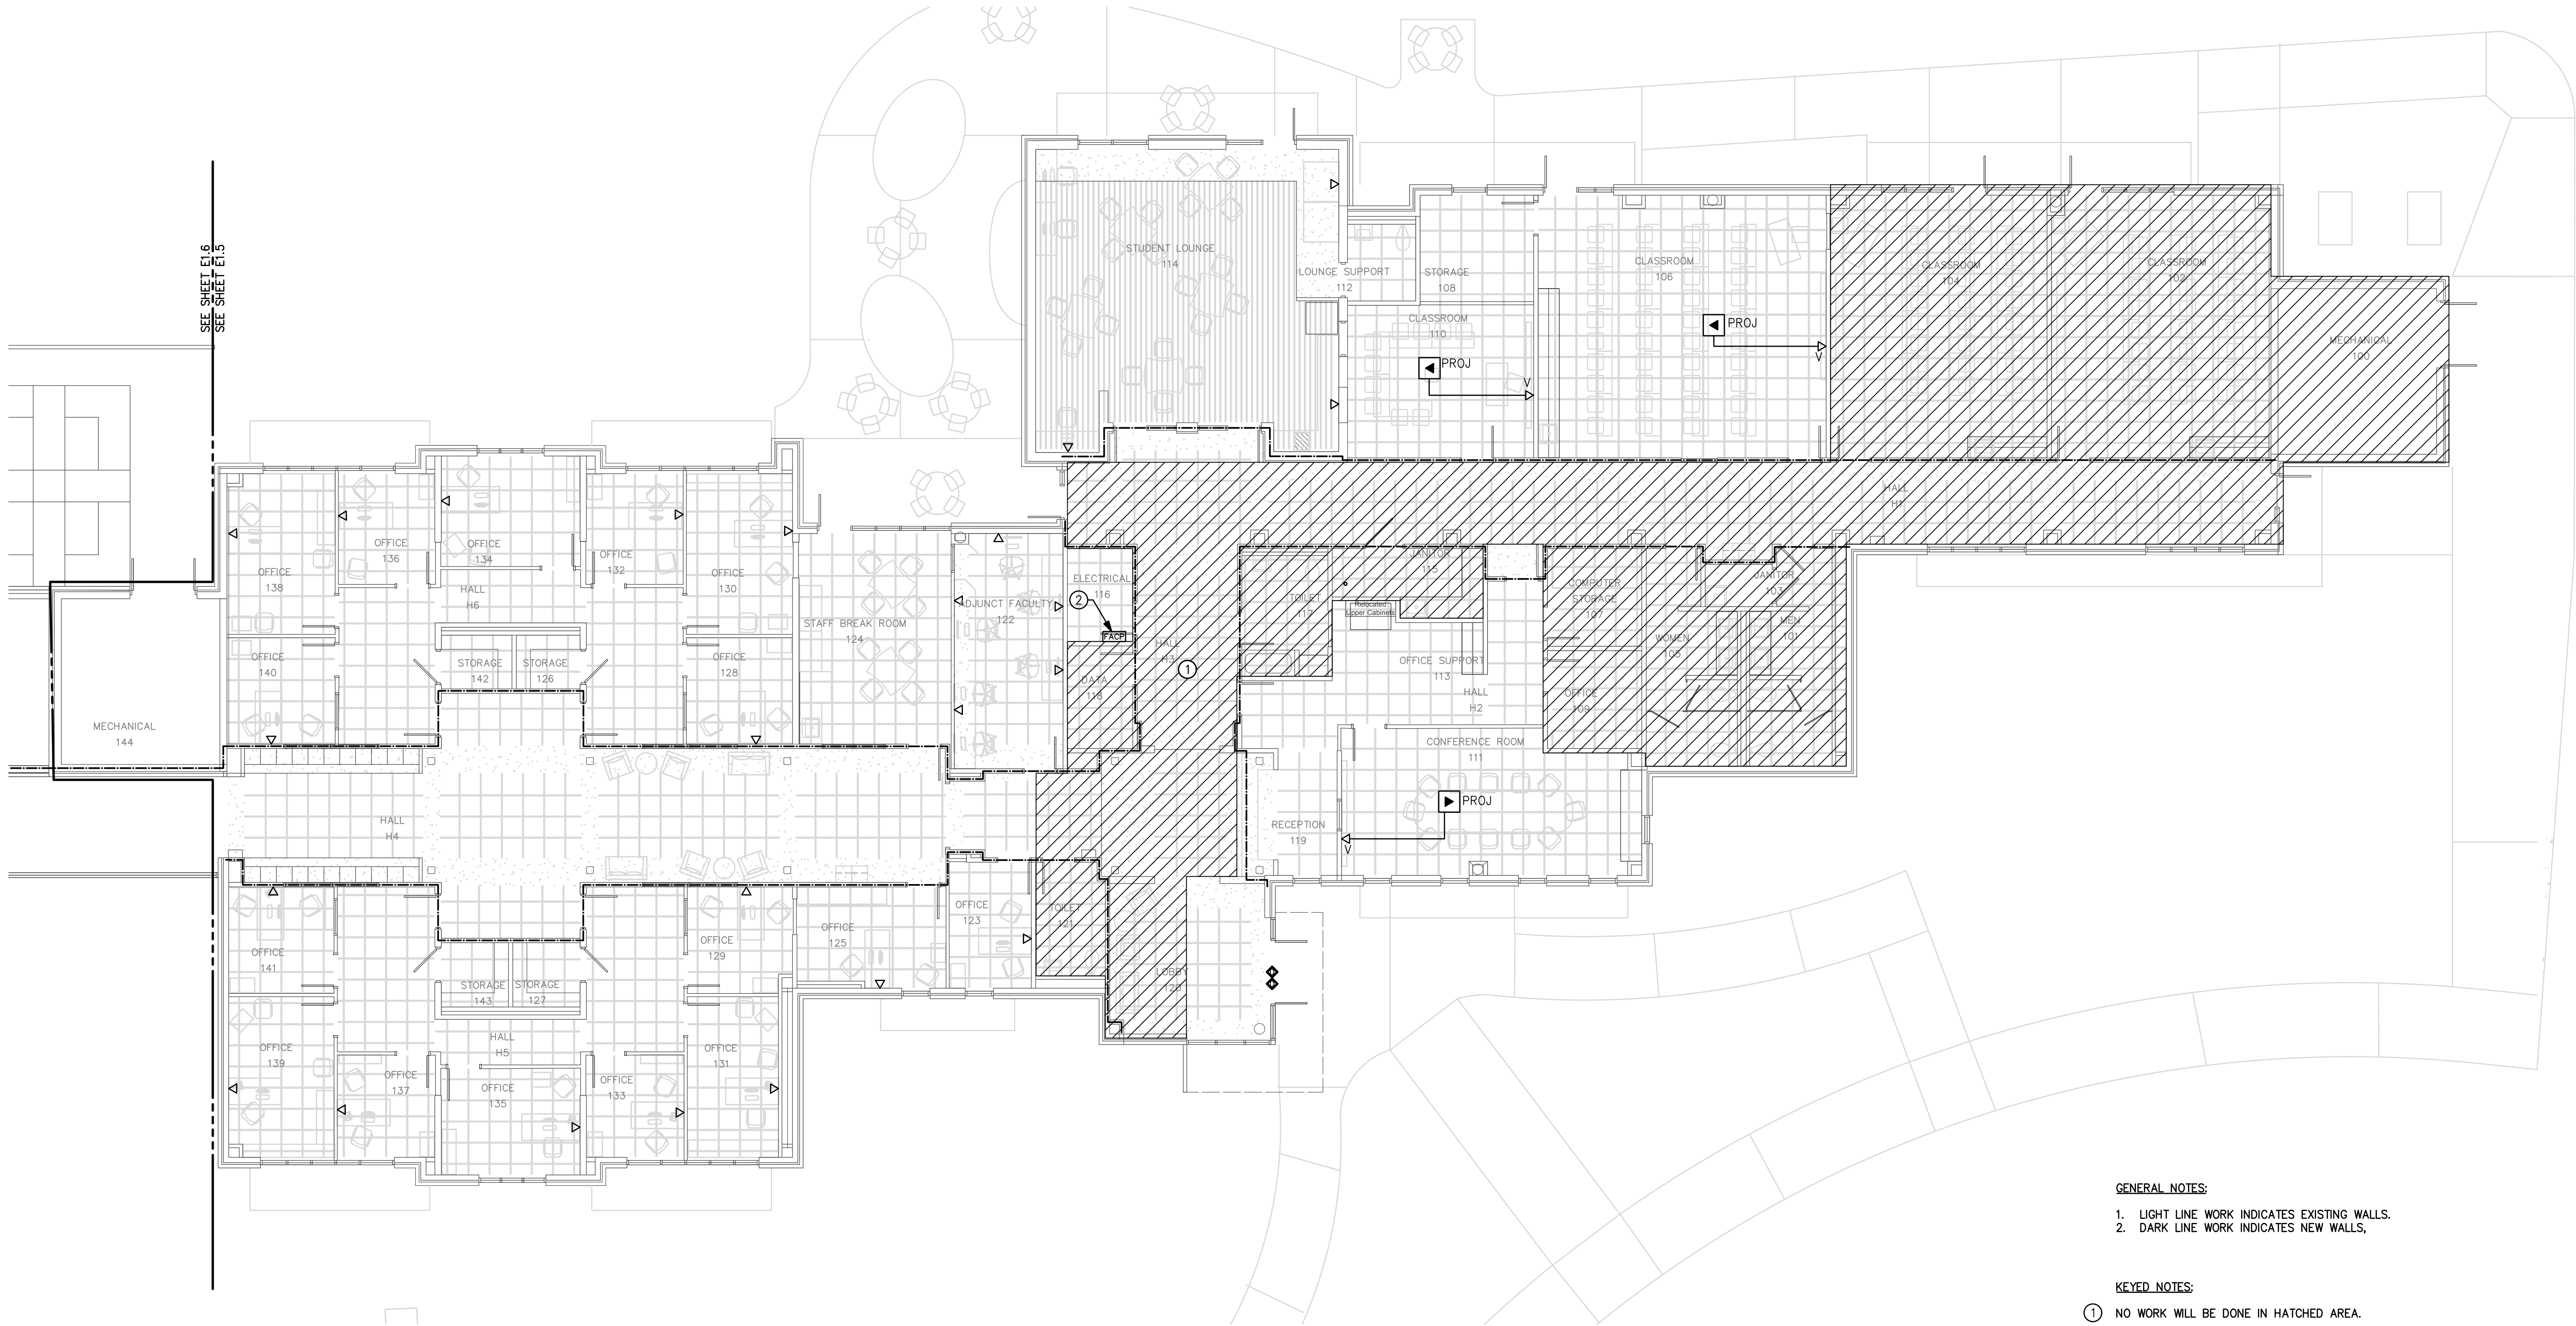 SEE SHEET E1.6
SEE SHEET E1.5
STUDENT LOUNGE
114
LOUNGE SUPPORT
112
STORAGE
108
CLASSROOM
110
CLASSROOM
106
CLASSROOM
104
CLASSROOM
102
MECHANICAL
100
PROJ
V
PROJ
V
HALL
H1
OFFICE
138
OFFICE
136
OFFICE
134
OFFICE
132
OFFICE
130
HALL
H6
OFFICE
140
STORAGE
142
STORAGE
126
OFFICE
128
STAFF BREAK ROOM
124
ADJUNCT FACULTY
122
ELECTRICAL
116
2
FACP
DATA
118
HALL
H3
1
TOILET
117
JANITOR
115
Relocated
Upper Cabinets
OFFICE SUPPORT
113
HALL
H2
COMPUTER
STORAGE
107
OFFICE
109
WOMEN
105
JANITOR
103
MEN
101
MECHANICAL
144
HALL
H4
CONFERENCE ROOM
111
PROJ
V
RECEPTION
119
OFFICE
141
STORAGE
143
STORAGE
127
OFFICE
129
OFFICE
125
OFFICE
123
TOILET
121
LOBBY
120
OFFICE
139
OFFICE
137
HALL
H5
OFFICE
135
OFFICE
133
OFFICE
131
GENERAL NOTES:
1. LIGHT LINE WORK INDICATES EXISTING WALLS.
2. DARK LINE WORK INDICATES NEW WALLS,
KEYED NOTES:
1 NO WORK WILL BE DONE IN HATCHED AREA.